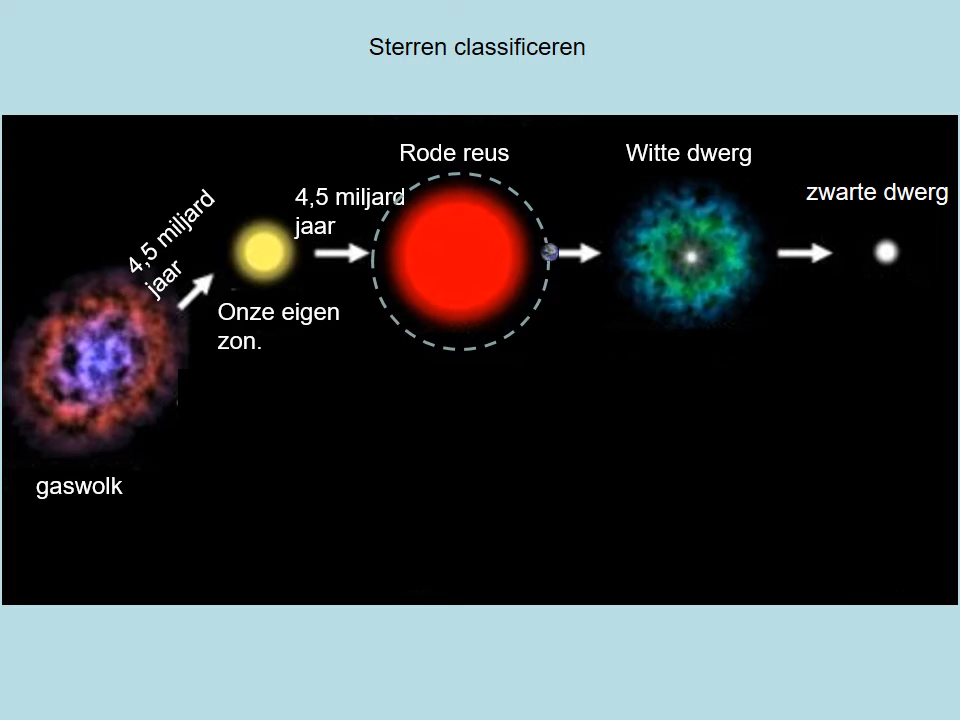 Sterren classificeren
Rode reus
Witte dwerg
zwarte dwerg
4,5 miljard
jaar
4,5 miljard
jaar
Onze eigen
zon.
gaswolk